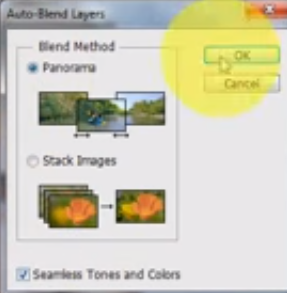 Auto-Blend Layers
Blend Method
Panorama
OK
Cancel
Stack Images
Seamless Tones and Colors